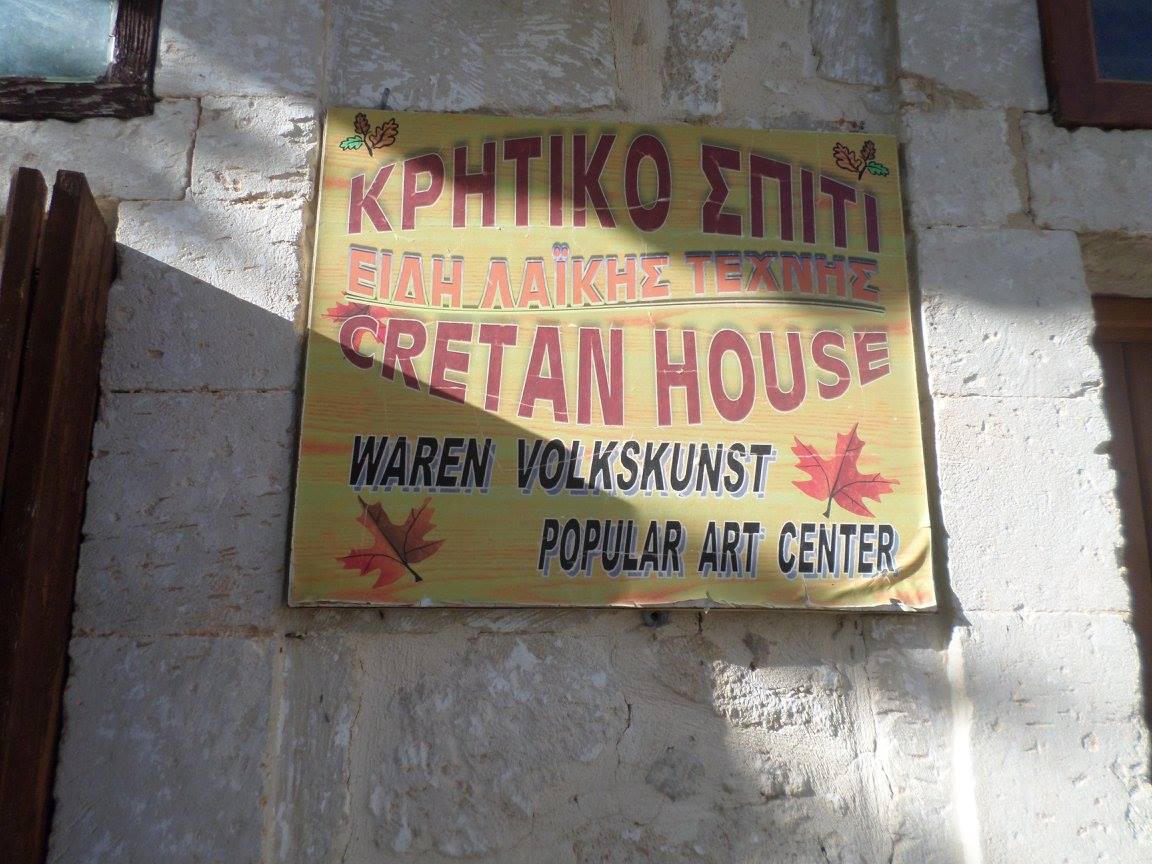 ΚΡΗΤΙΚΟ ΣΠΙΤΙ
ΕΙΔΗ ΛΑΪΚΗΣ ΤΕΧΝΗΣ
CRETAN HOUSE
WAREN VOLKSKUNST
POPULAR ART CENTER